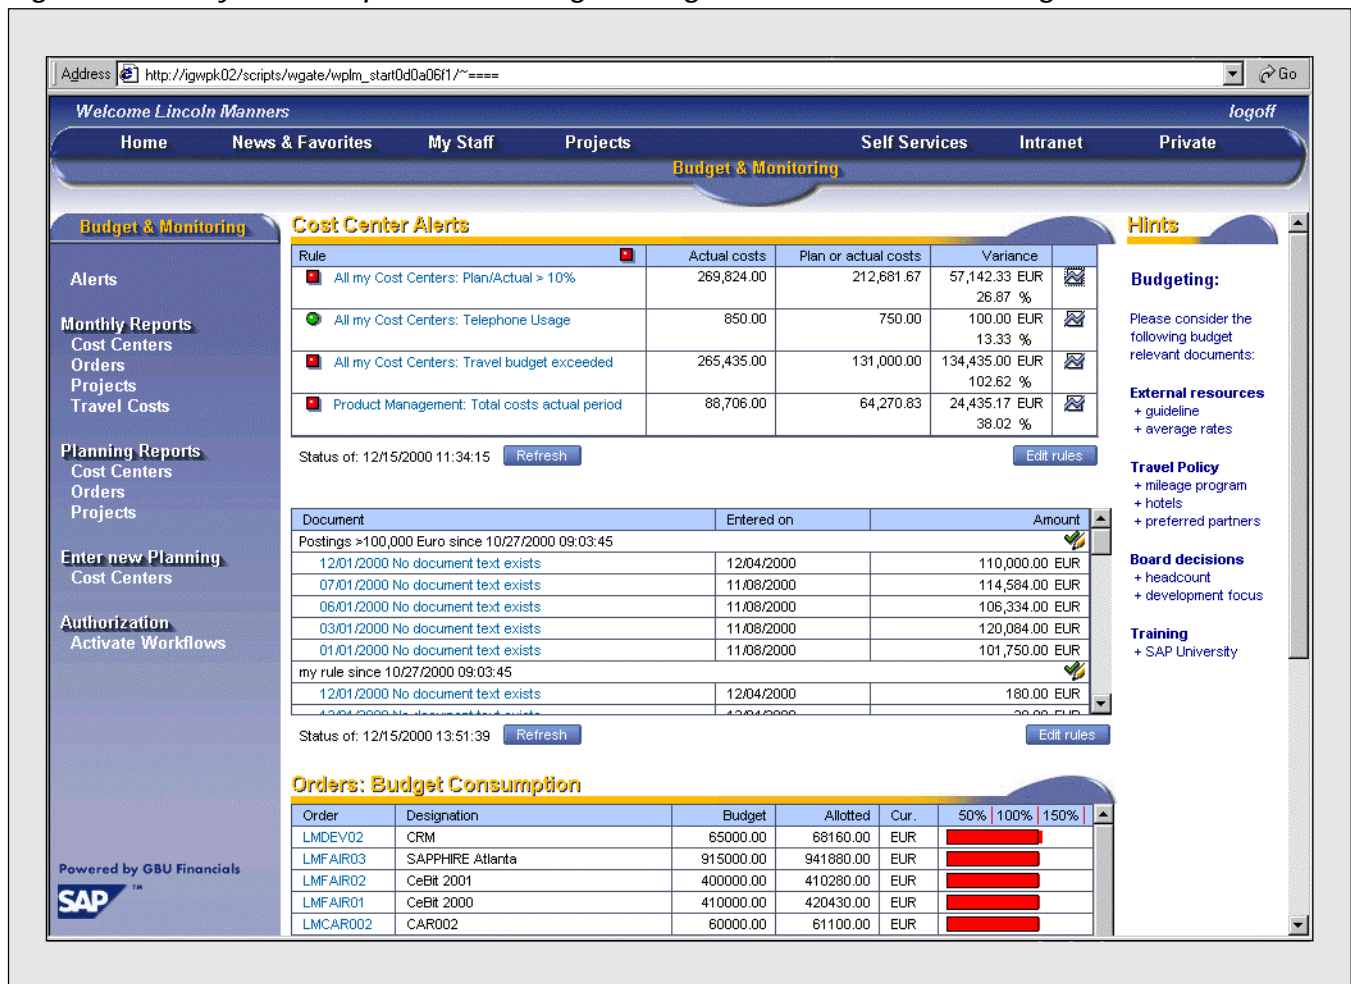 Address http://igwpk02/scripts/wgate/wplm_start0d0a06f1/~==== Go
Welcome Lincoln Manners logoff
Home News & Favorites My Staff Projects Self Services Intranet Private
Budget & Monitoring
Budget & Monitoring
Alerts
Monthly Reports
Cost Centers
Orders
Projects
Travel Costs
Planning Reports
Cost Centers
Orders
Projects
Enter new Planning
Cost Centers
Authorization
Activate Workflows
Powered by GBU Financials
SAP TM
Cost Center Alerts
Rule Actual costs Plan or actual costs Variance
All my Cost Centers: Plan/Actual > 10% 269,824.00 212,681.67 57,142.33 EUR
26.87 %
All my Cost Centers: Telephone Usage 850.00 750.00 100.00 EUR
13.33 %
All my Cost Centers: Travel budget exceeded 265,435.00 131,000.00 134,435.00 EUR
102.62 %
Product Management: Total costs actual period 88,706.00 64,270.83 24,435.17 EUR
38.02 %
Status of: 12/15/2000 11:34:15 Refresh Edit rules
Document Entered on Amount
Postings >100,000 Euro since 10/27/2000 09:03:45
12/01/2000 No document text exists 12/04/2000 110,000.00 EUR
07/01/2000 No document text exists 11/08/2000 114,584.00 EUR
06/01/2000 No document text exists 11/08/2000 106,334.00 EUR
03/01/2000 No document text exists 11/08/2000 120,084.00 EUR
01/01/2000 No document text exists 11/08/2000 101,750.00 EUR
my rule since 10/27/2000 09:03:45
12/01/2000 No document text exists 12/04/2000 180.00 EUR
Status of: 12/15/2000 13:51:39 Refresh Edit rules
Orders: Budget Consumption
Order Designation Budget Allotted Cur. 50% 100% 150%
LMDEV02 CRM 65000.00 68160.00 EUR
LMFAIR03 SAPPHIRE Atlanta 915000.00 941880.00 EUR
LMFAIR02 CeBit 2001 400000.00 410280.00 EUR
LMFAIR01 CeBit 2000 410000.00 420430.00 EUR
LMCAR002 CAR002 60000.00 61100.00 EUR
Hints
Budgeting:
Please consider the
following budget
relevant documents:
External resources
+ guideline
+ average rates
Travel Policy
+ mileage program
+ hotels
+ preferred partners
Board decisions
+ headcount
+ development focus
Training
+ SAP University